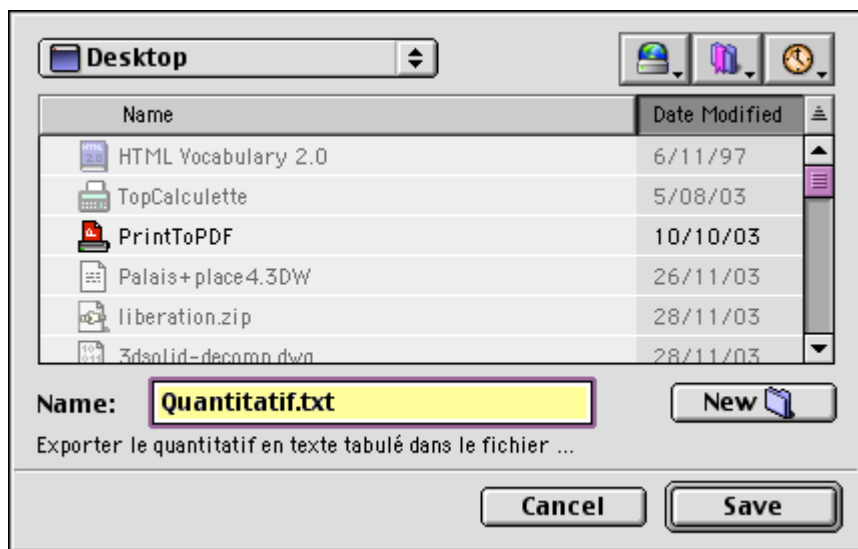 Desktop
Name Date Modified
HTML Vocabulary 2.0 6/11/97
TopCalculette 5/08/03
PrintToPDF 10/10/03
Palais+place4.3DW 26/11/03
liberation.zip 28/11/03
3dsolid-decomp.dwg 28/11/03
Name: Quantitatif.txt New
Exporter le quantitatif en texte tabulé dans le fichier ...
Cancel Save